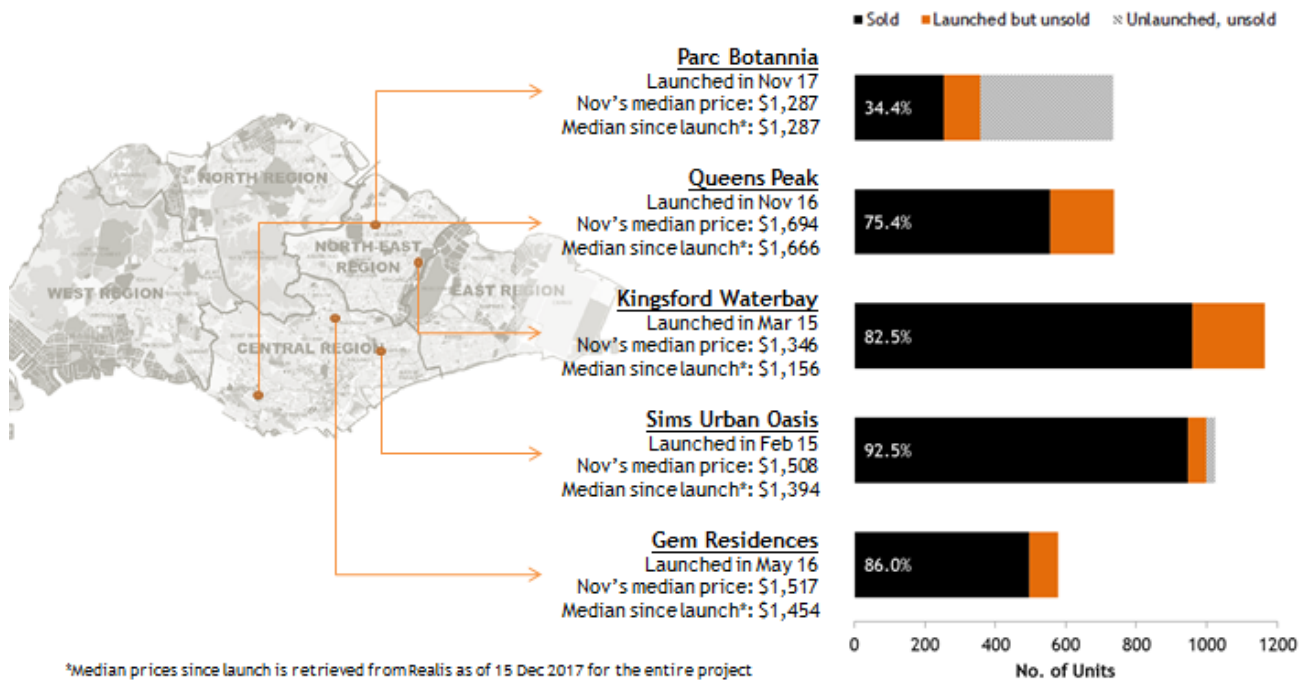 Sold Launched but unsold Unlaunched, unsold
Parc Botannia
Launched in Nov 17
Nov's median price: $1,287
Median since launch*: $1,287
34.4%
Queens Peak
Launched in Nov 16
Nov's median price: $1,694
Median since launch*: $1,666
75.4%
Kingsford Waterbay
Launched in Mar 15
Nov's median price: $1,346
Median since launch*: $1,156
82.5%
Sims Urban Oasis
Launched in Feb 15
Nov's median price: $1,508
Median since launch*: $1,394
92.5%
Gem Residences
Launched in May 16
Nov's median price: $1,517
Median since launch*: $1,454
86.0%
0 200 400 600 800 1000 1200
No. of Units
NORTH REGION
NORTH-EAST
REGION
WEST REGION
EAST REGION
CENTRAL REGION
*Median prices since launch is retrieved from Realis as of 15 Dec 2017 for the entire project